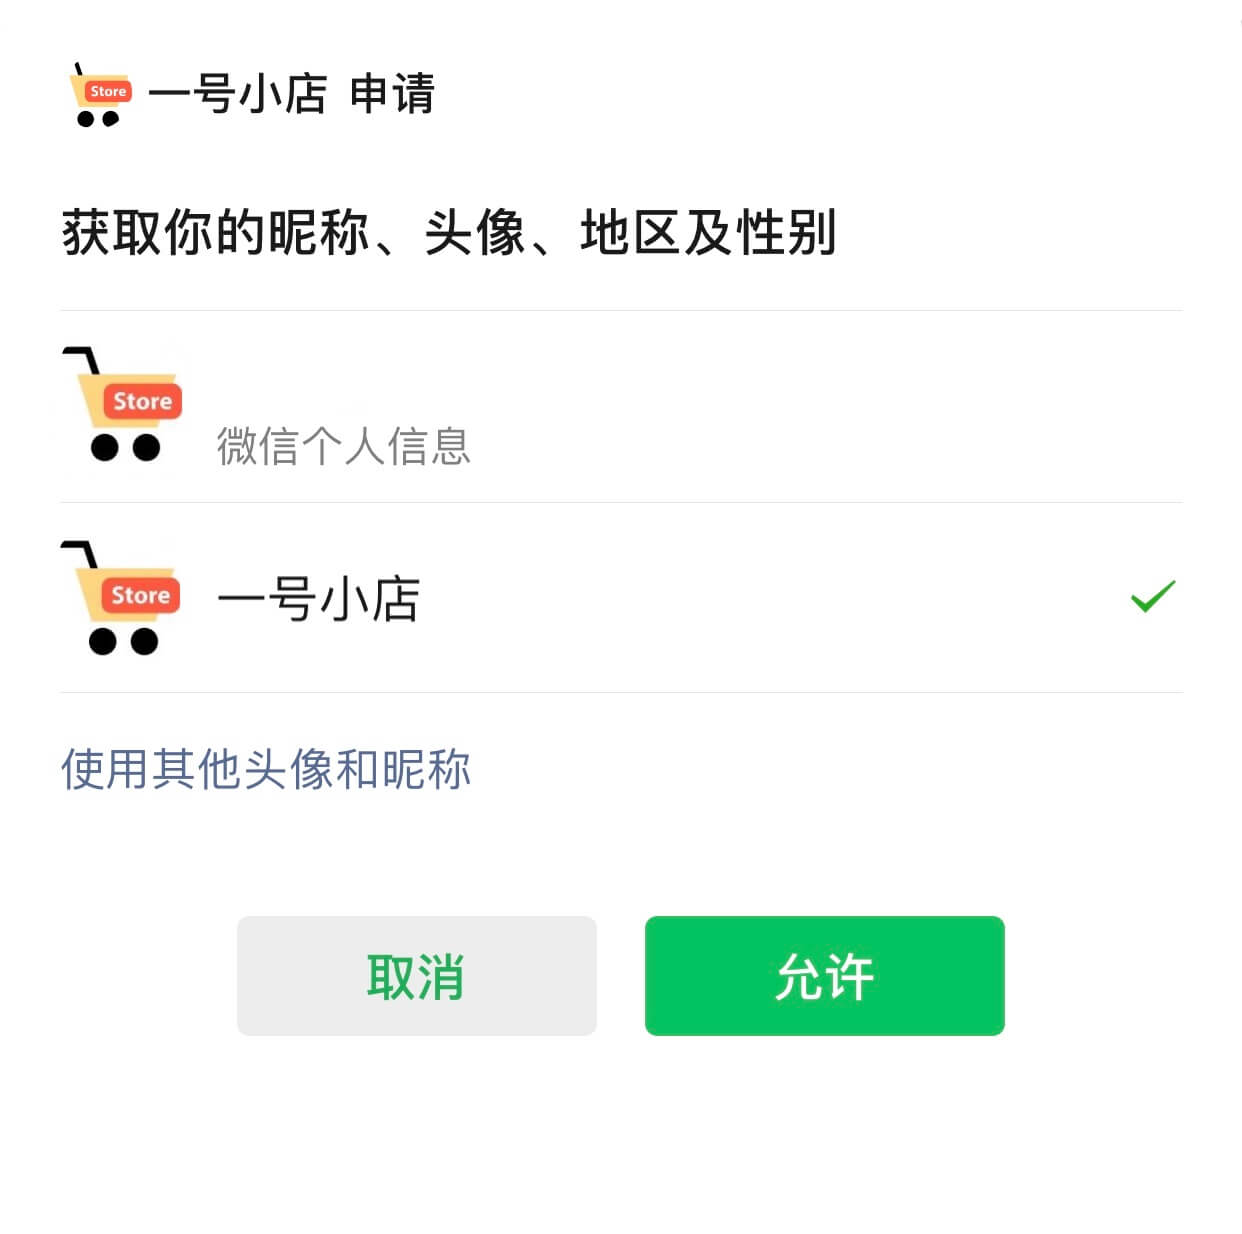 Store 一号小店 申请
获取你的昵称、头像、地区及性别
Store
微信个人信息
Store 一号小店
使用其他头像和昵称
取消 允许